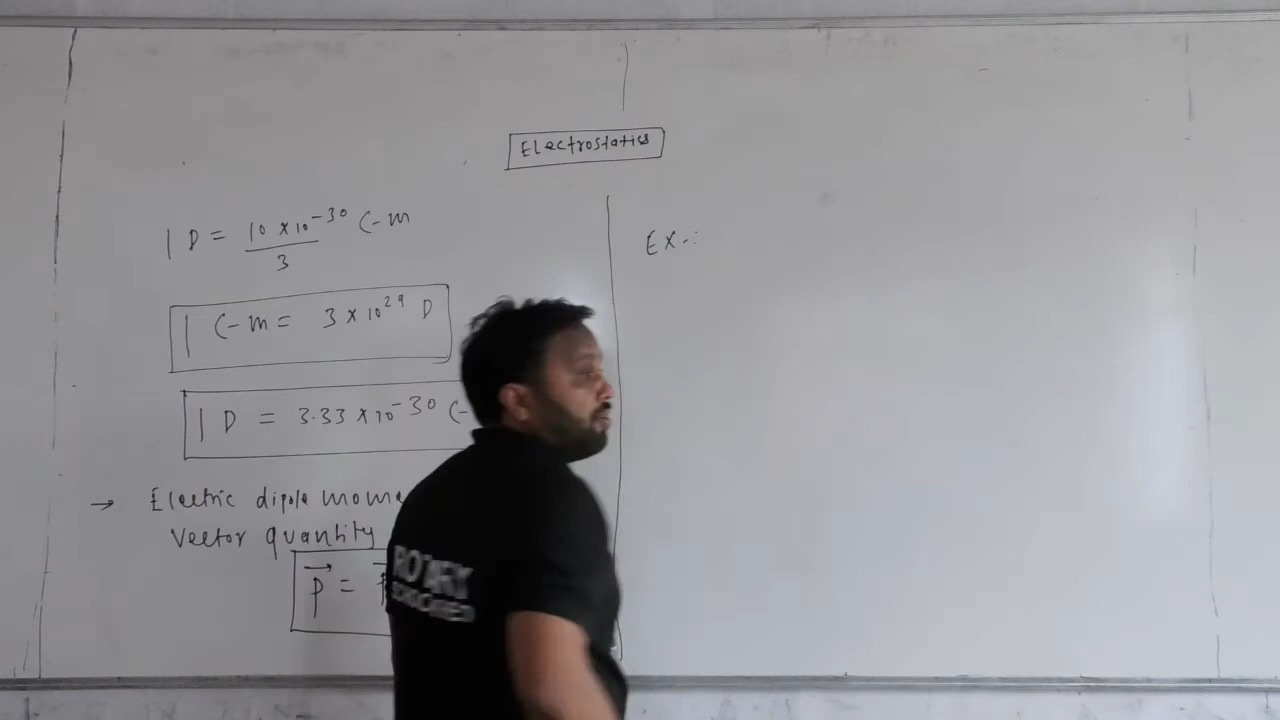 Electrostatics
1 D = 10 × 10⁻³⁰ C-m
3
1 C-m = 3 × 10²⁹ D
1 D = 3.33 × 10⁻³⁰ C-
→ Electric dipole mome
Vector quantity
p⃗ =
Ex-:
ROTARY